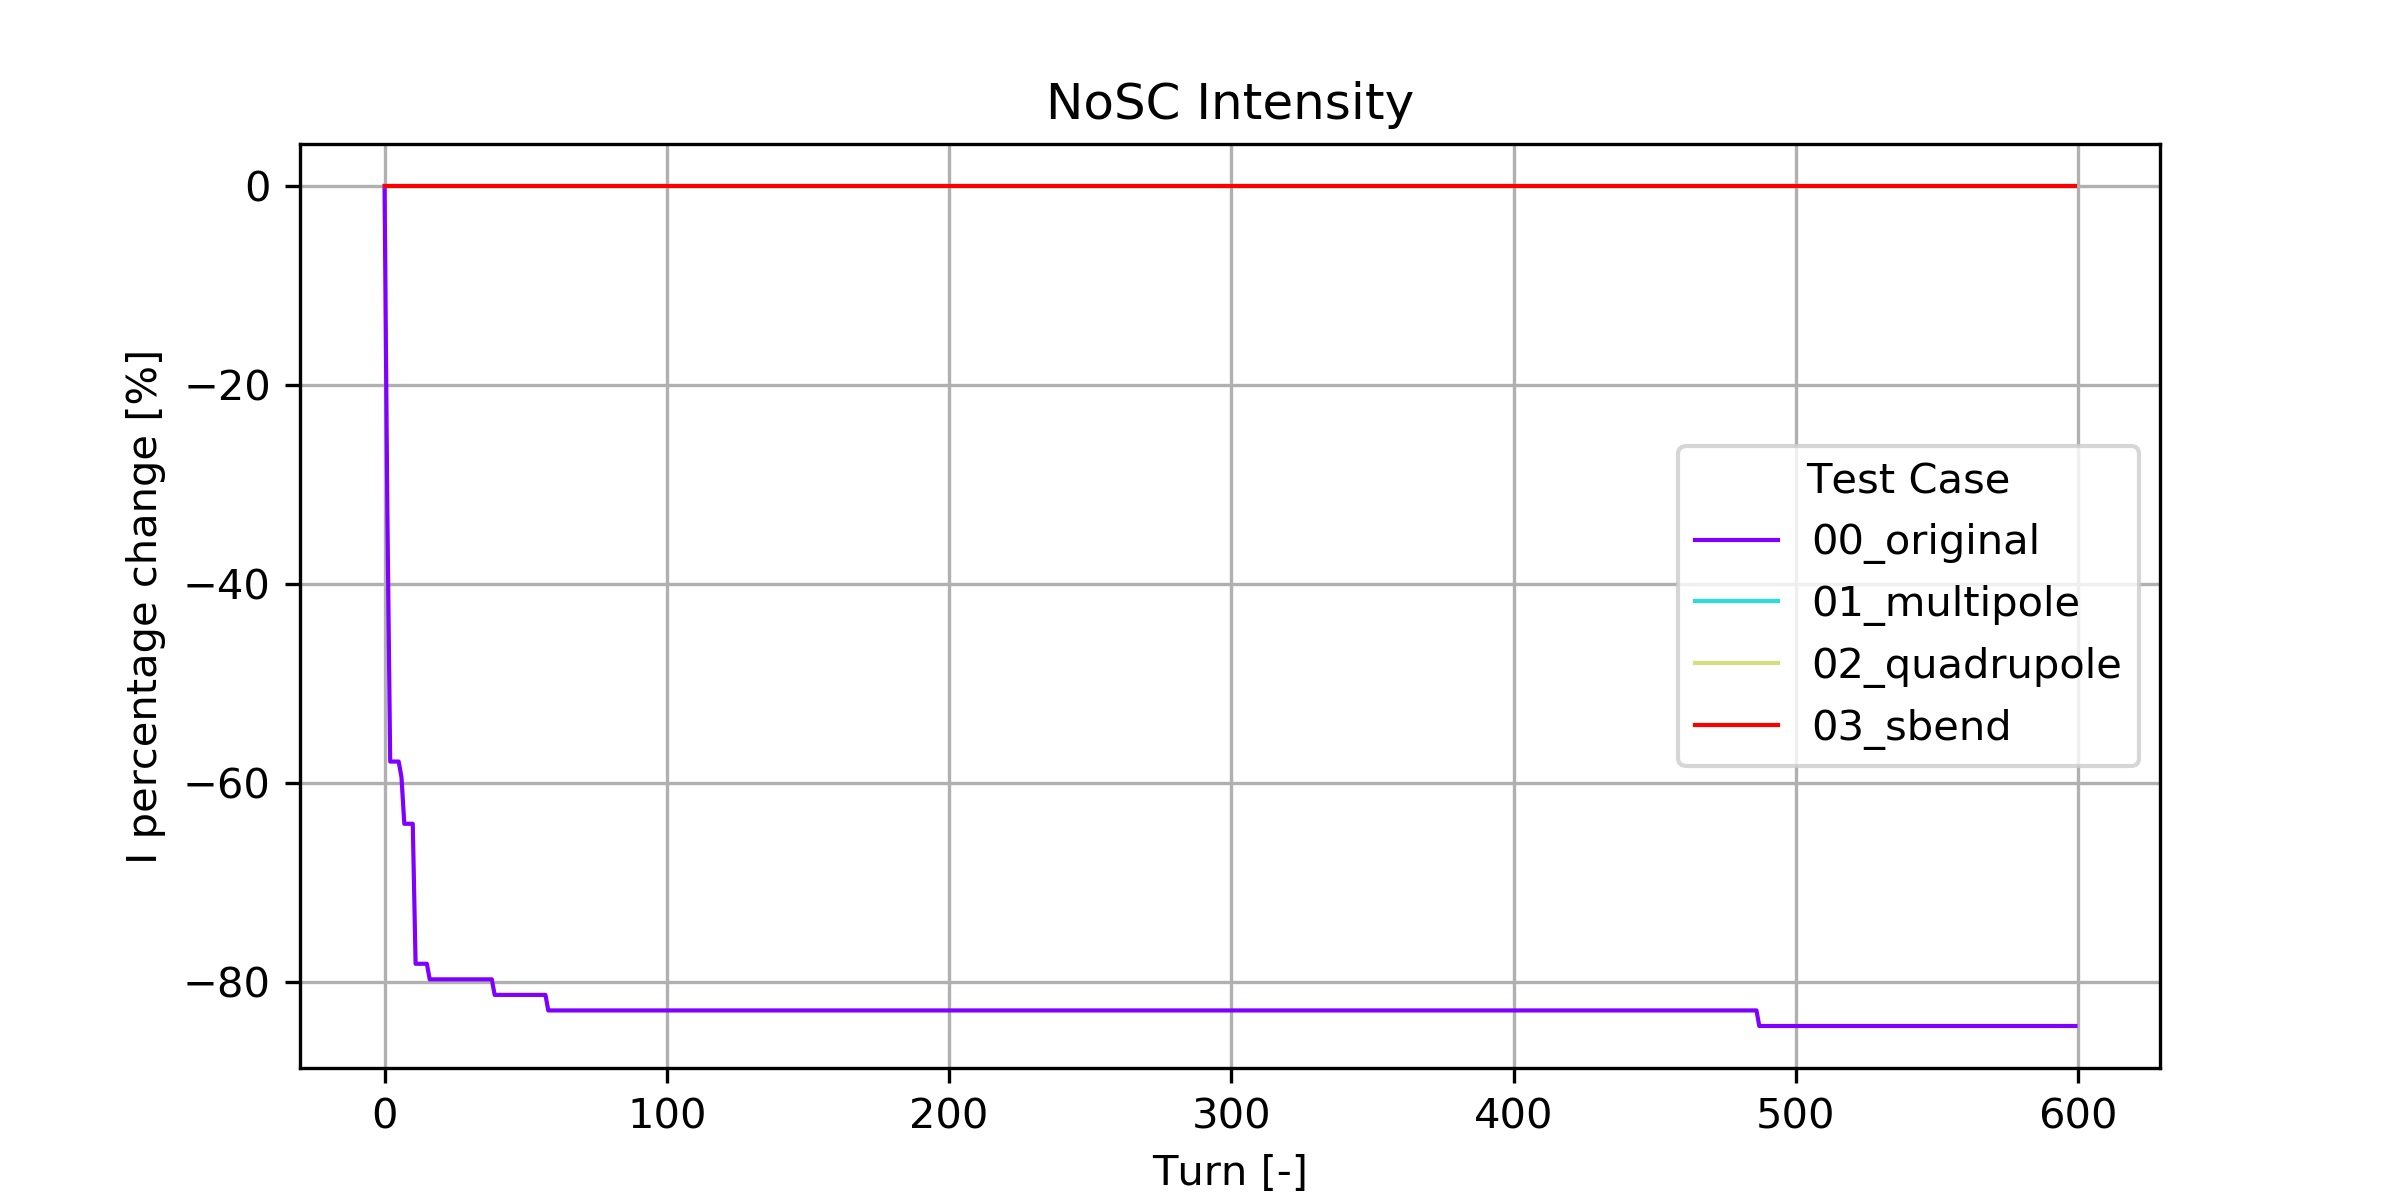 NoSC Intensity
I percentage change [%]
0
−20
−40
−60
−80
Test Case
00_original
01_multipole
02_quadrupole
03_sbend
0 100 200 300 400 500 600
Turn [-]